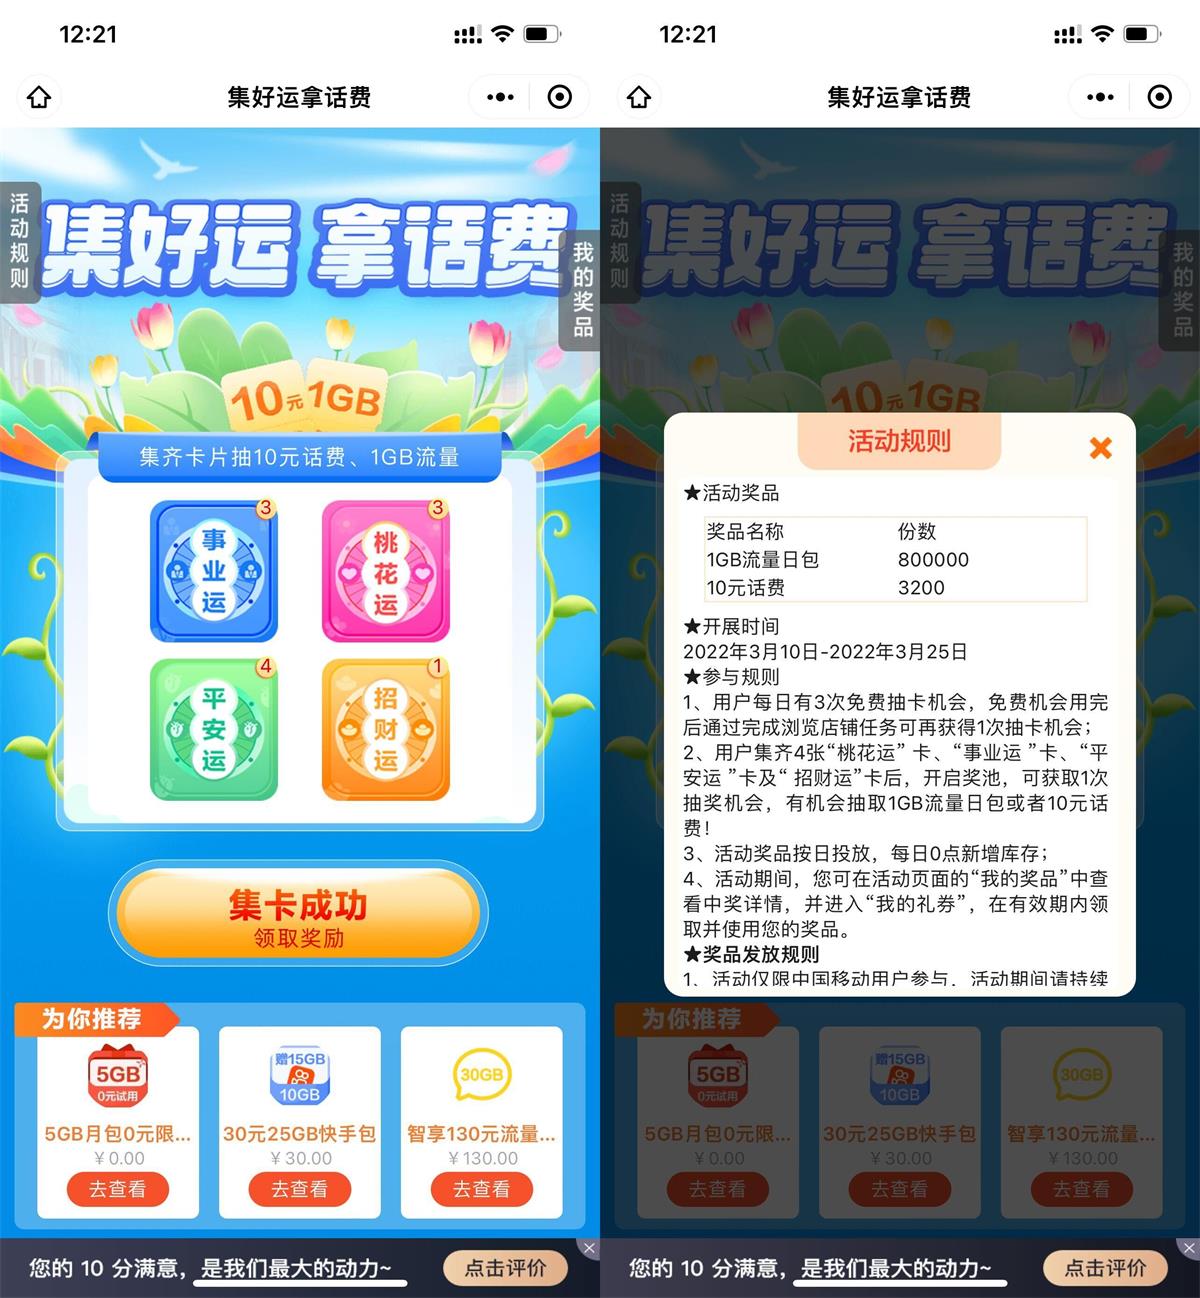 12:21
集好运拿话费
活动规则
集好运 拿话费
我的奖品
10元 1GB
集齐卡片抽10元话费、1GB流量
事业运
3
桃花运
3
平安运
4
招财运
1
集卡成功
领取奖励
为你推荐
5GB
0元试用
5GB月包0元限...
¥0.00
去查看
赠15GB
10GB
30元25GB快手包
¥30.00
去查看
30GB
智享130元流量...
¥130.00
去查看
您的 10 分满意，是我们最大的动力~
点击评价
12:21
集好运拿话费
活动规则
集好运 拿话费
我的奖品
10元 1GB
活动规则
★活动奖品
奖品名称 份数
1GB流量日包 800000
10元话费 3200
★开展时间
2022年3月10日-2022年3月25日
★参与规则
1、用户每日有3次免费抽卡机会，免费机会用完
后通过完成浏览店铺任务可再获得1次抽卡机会；
2、用户集齐4张“桃花运” 卡、“事业运 ”卡、“平
安运 ”卡及“ 招财运”卡后，开启奖池，可获取1次
抽奖机会，有机会抽取1GB流量日包或者10元话
费！
3、活动奖品按日投放，每日0点新增库存；
4、活动期间，您可在活动页面的“我的奖品”中查
看中奖详情，并进入“我的礼券”，在有效期内领
取并使用您的奖品。
★奖品发放规则
1、活动仅限中国移动用户参与，活动期间请持续
为你推荐
5GB
0元试用
5GB月包0元限...
¥0.00
去查看
赠15GB
10GB
30元25GB快手包
¥30.00
去查看
30GB
智享130元流量...
¥130.00
去查看
您的 10 分满意，是我们最大的动力~
点击评价